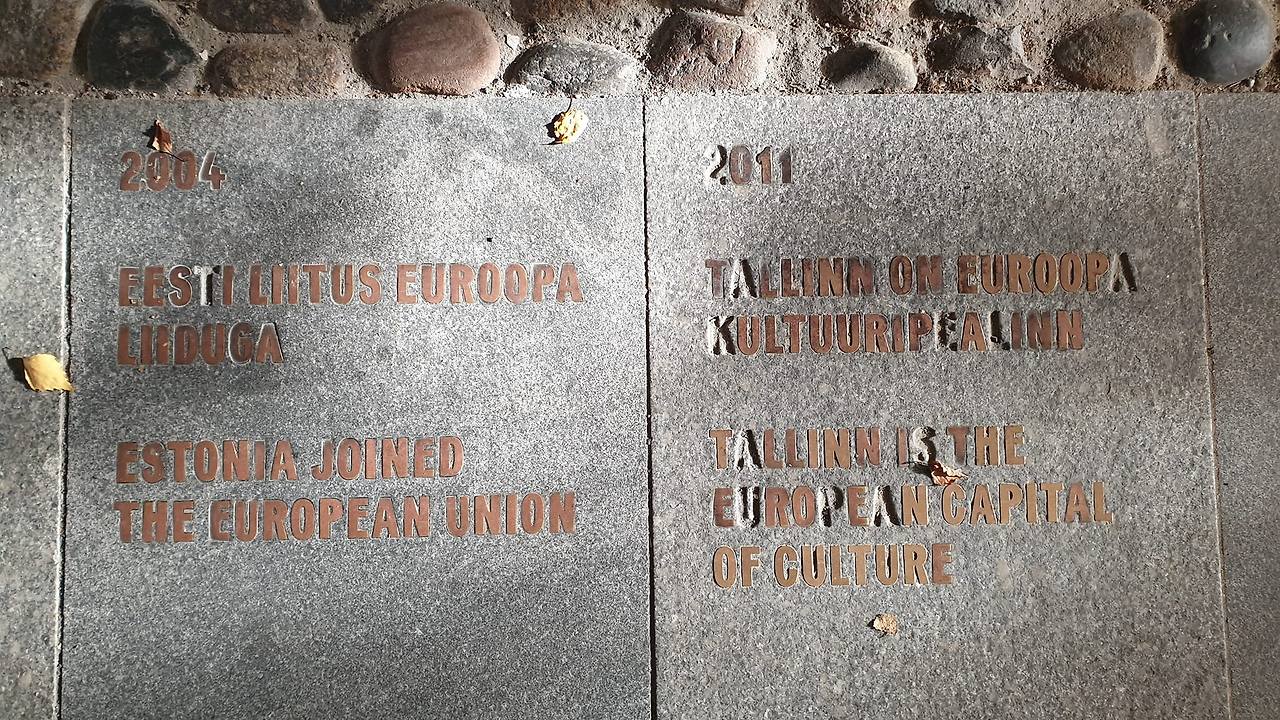 2004
EESTI LIITUS EUROOPA
LIIDUGA
ESTONIA JOINED
THE EUROPEAN UNION
2011
TALLINN ON EUROOPA
KULTUURIPEALINN
TALLINN IS THE
EUROPEAN CAPITAL
OF CULTURE